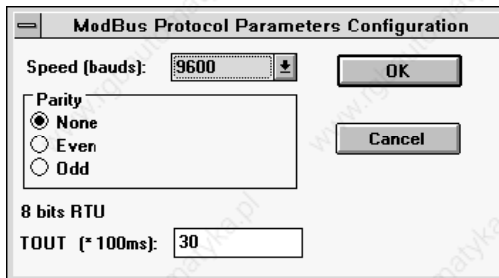 ModBus Protocol Parameters Configuration
Speed (bauds): 9600
OK
Parity
None
Even
Odd
Cancel
8 bits RTU
TOUT (* 100ms): 30